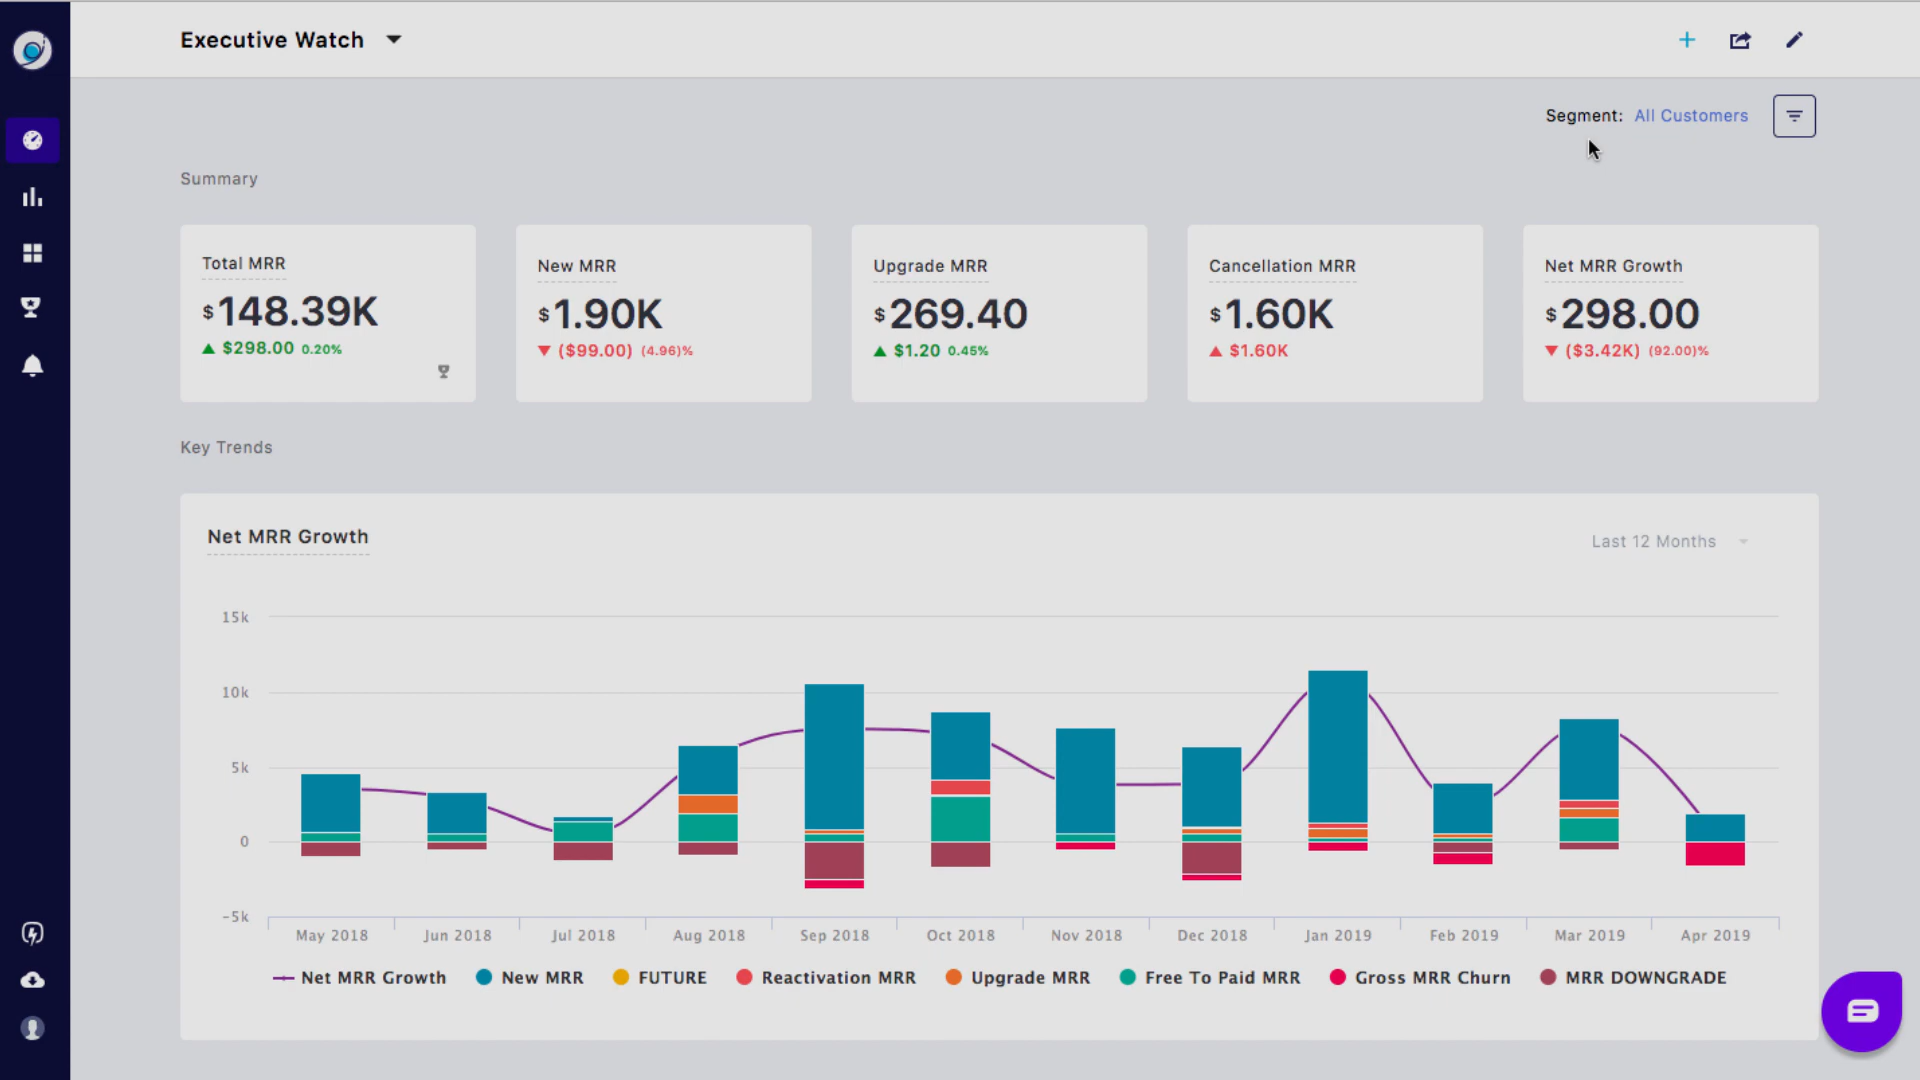 Executive Watch
Segment: All Customers
Summary
Total MRR
$148.39K
$298.00 0.20%
New MRR
$1.90K
($99.00) (4.96)%
Upgrade MRR
$269.40
$1.20 0.45%
Cancellation MRR
$1.60K
$1.60K
Net MRR Growth
$298.00
($3.42K) (92.00)%
Key Trends
Net MRR Growth
Last 12 Months
15k
10k
5k
0
-5k
May 2018 Jun 2018 Jul 2018 Aug 2018 Sep 2018 Oct 2018 Nov 2018 Dec 2018 Jan 2019 Feb 2019 Mar 2019 Apr 2019
Net MRR Growth New MRR FUTURE Reactivation MRR Upgrade MRR Free To Paid MRR Gross MRR Churn MRR DOWNGRADE